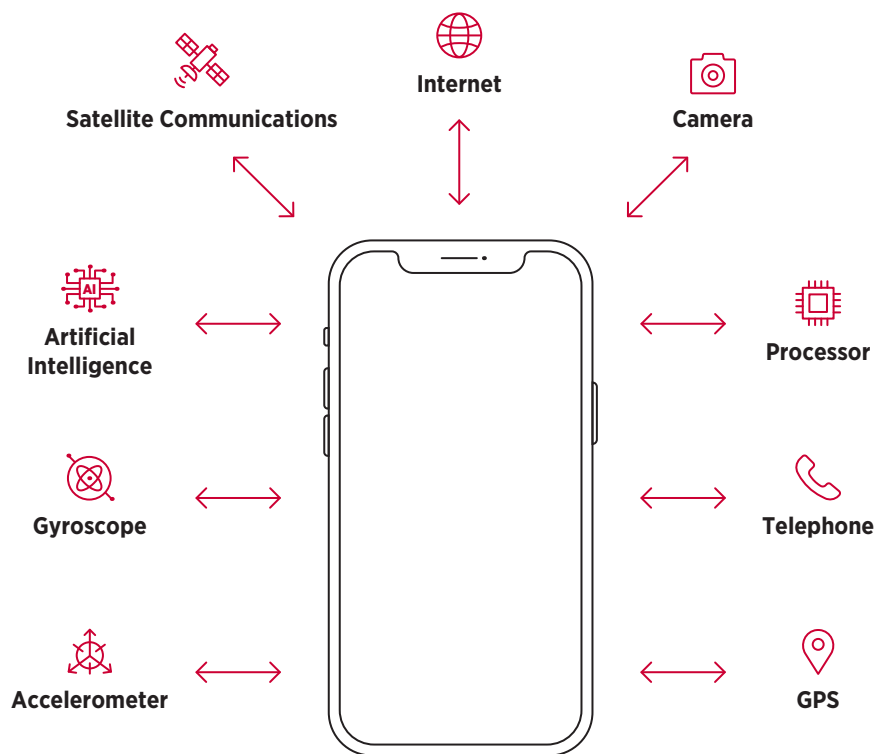 Internet
Satellite Communications
Camera
AI
Artificial
Intelligence
Processor
Gyroscope
Telephone
Accelerometer
GPS